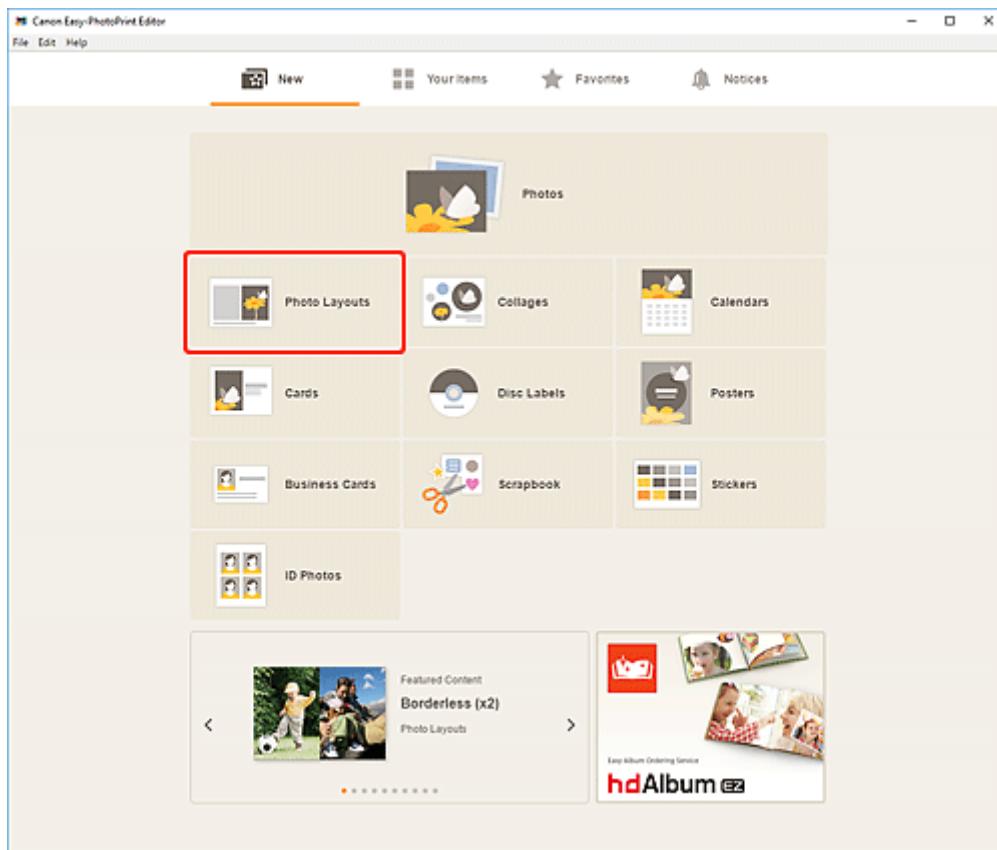 Canon Easy-PhotoPrint Editor
File Edit Help
New Your items Favorites Notices
Photos
Photo Layouts Collages Calendars
Cards Disc Labels Posters
Business Cards Scrapbook Stickers
ID Photos
Featured Content
Borderless (x2)
Photo Layouts
Easy Album Ordering Service
hdAlbum EZ